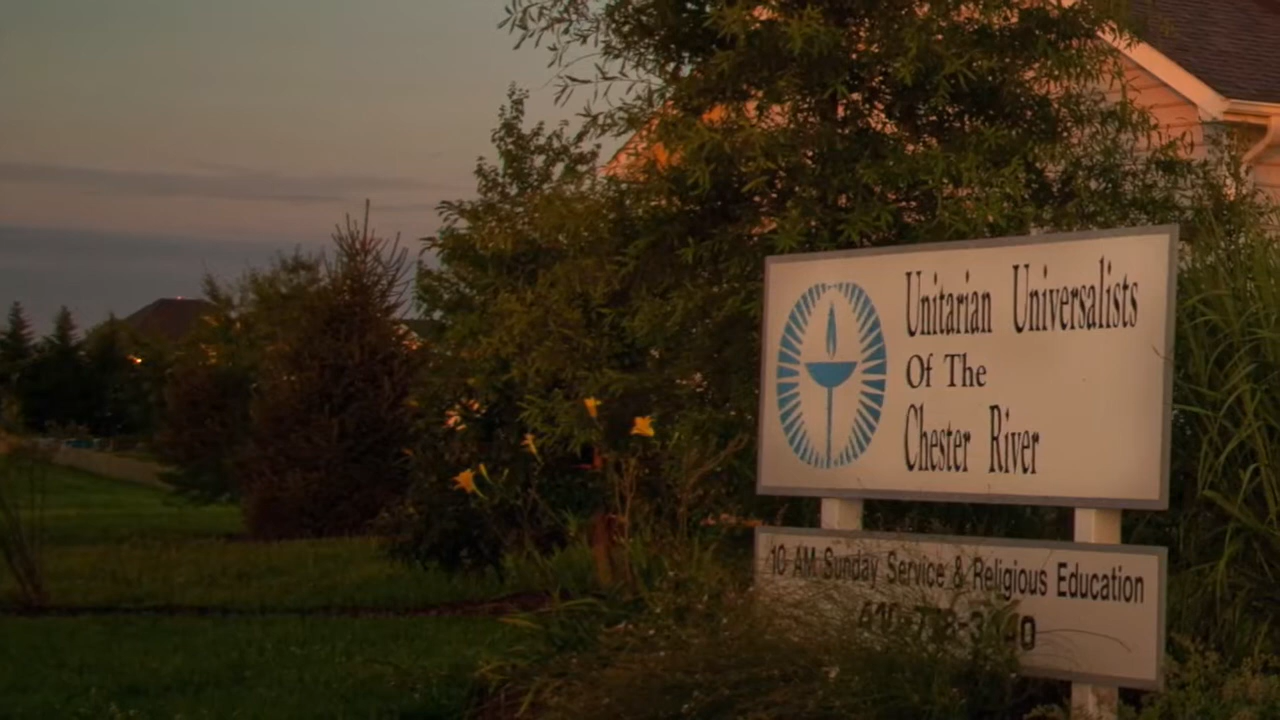 Unitarian Universalists
Of The
Chester River
10 AM Sunday Service & Religious Education